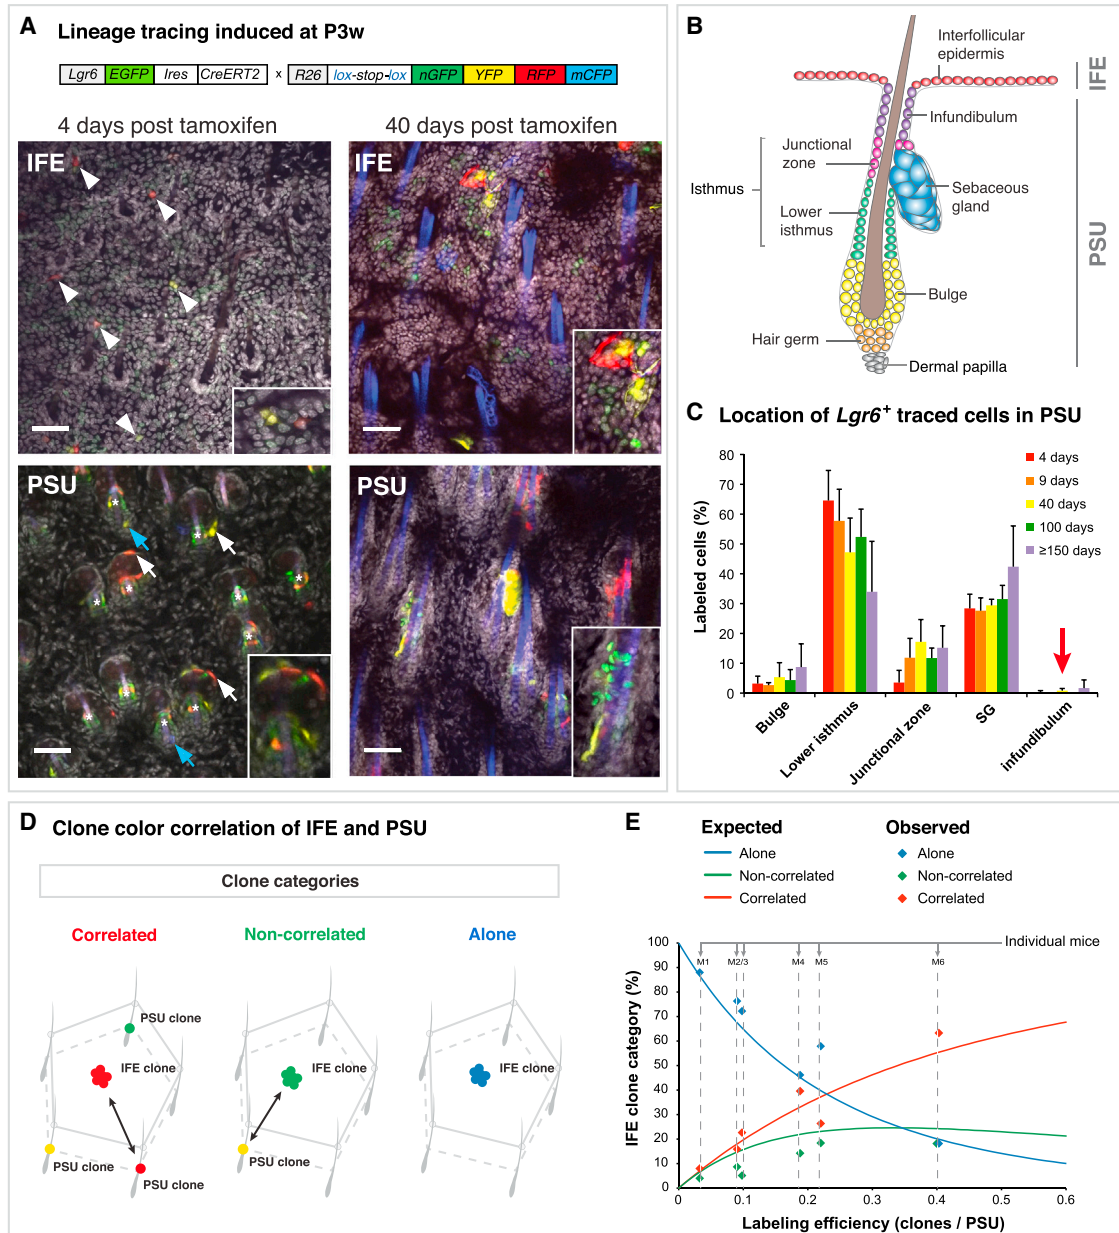 A Lineage tracing induced at P3w
Lgr6 EGFP Ires CreERT2 x R26 lox-stop-lox nGFP YFP RFP mCFP
4 days post tamoxifen
40 days post tamoxifen
IFE
IFE
PSU
PSU
B
Interfollicular
epidermis
Infundibulum
Junctional
zone
Isthmus
Sebaceous
gland
Lower
isthmus
Bulge
Hair germ
Dermal papilla
IFE
PSU
C Location of Lgr6+ traced cells in PSU
Labeled cells (%)
80
70
60
50
40
30
20
10
0
4 days
9 days
40 days
100 days
≥150 days
Bulge
Lower isthmus
Junctional zone
SG
infundibulum
D Clone color correlation of IFE and PSU
Clone categories
Correlated
Non-correlated
Alone
PSU clone
IFE clone
PSU clone
PSU clone
IFE clone
PSU clone
IFE clone
E
Expected
Alone
Non-correlated
Correlated
Observed
Alone
Non-correlated
Correlated
Individual mice
M1 M2/3 M4 M5 M6
IFE clone category (%)
100
90
80
70
60
50
40
30
20
10
0
0 0.1 0.2 0.3 0.4 0.5 0.6
Labeling efficiency (clones / PSU)